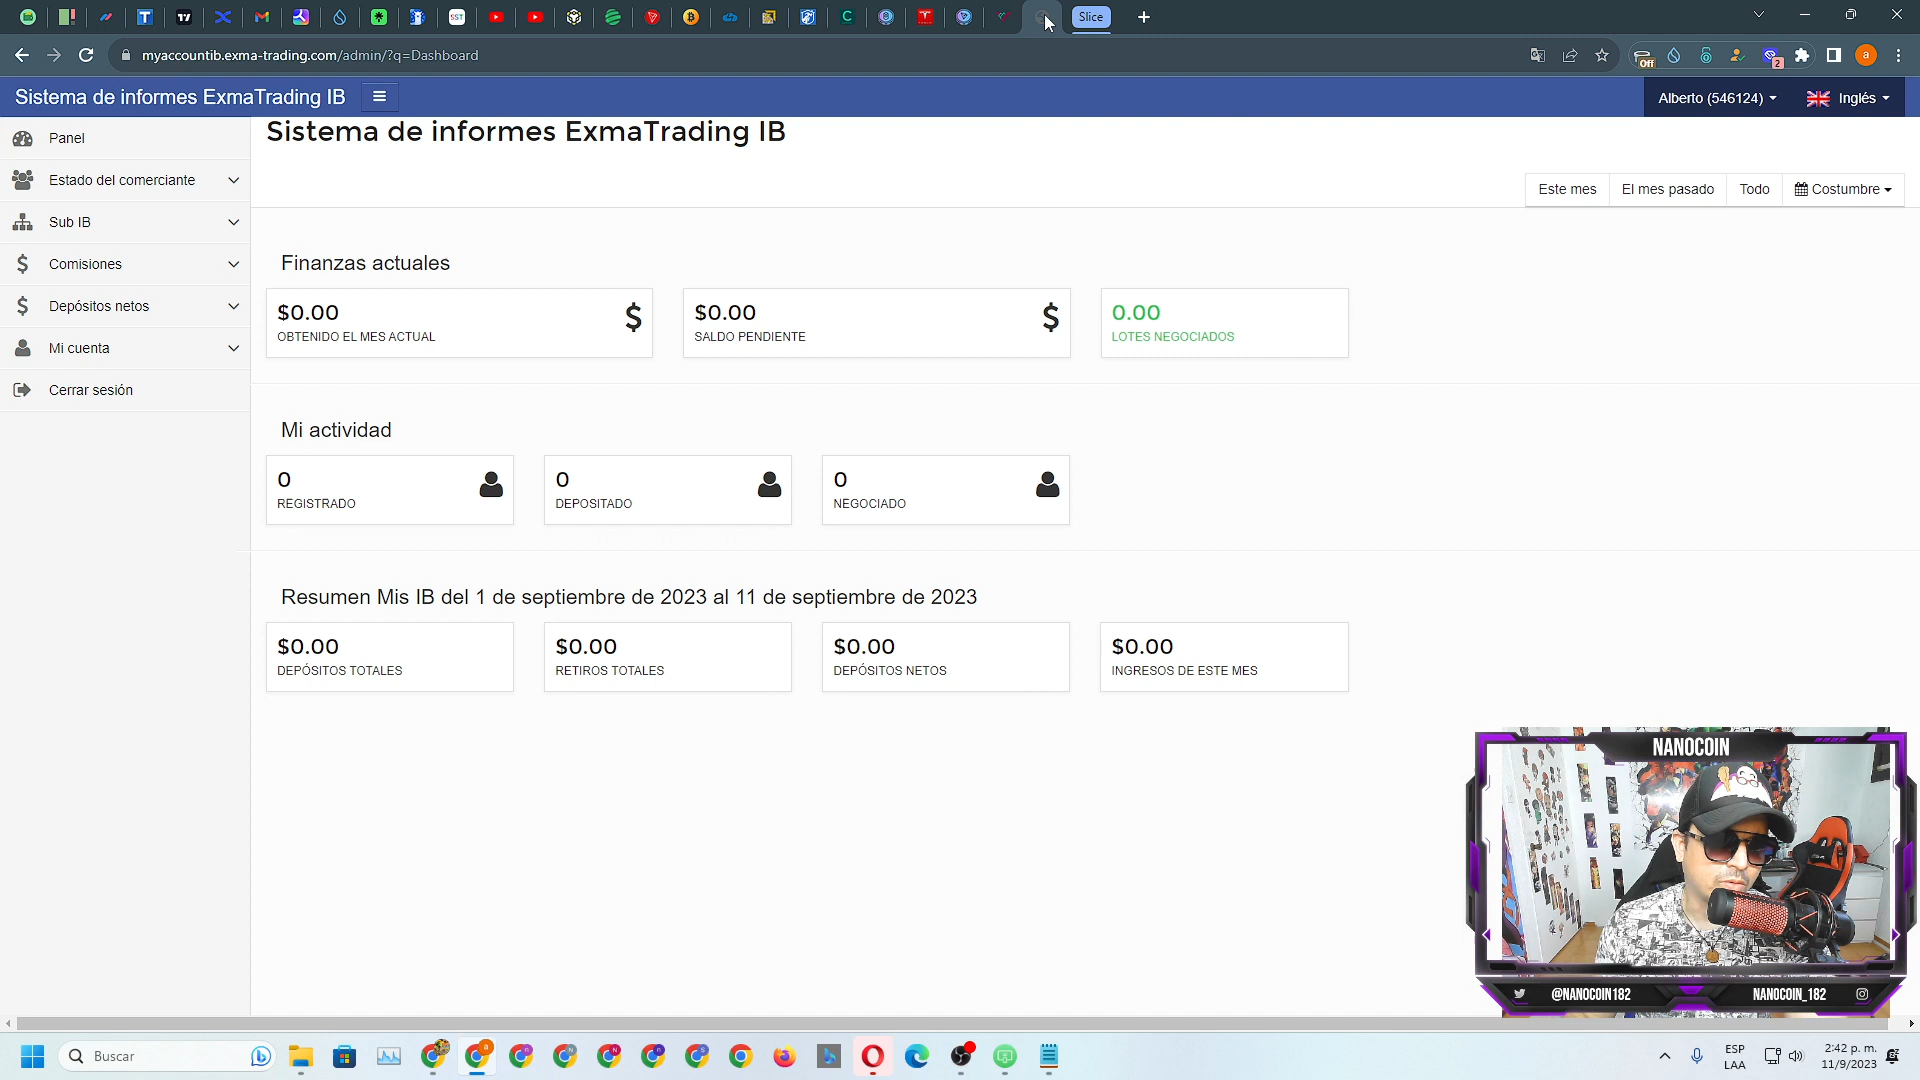 Slice
myaccountib.exma-trading.com/admin/?q=Dashboard
Off
2
a
Sistema de informes ExmaTrading IB
Alberto (546124)
Inglés
Panel
Estado del comerciante
Sub IB
Comisiones
Depósitos netos
Mi cuenta
Cerrar sesión
Sistema de informes ExmaTrading IB
Este mes
El mes pasado
Todo
Costumbre
Finanzas actuales
$0.00
OBTENIDO EL MES ACTUAL
$0.00
SALDO PENDIENTE
0.00
LOTES NEGOCIADOS
Mi actividad
0
REGISTRADO
0
DEPOSITADO
0
NEGOCIADO
Resumen Mis IB del 1 de septiembre de 2023 al 11 de septiembre de 2023
$0.00
DEPÓSITOS TOTALES
$0.00
RETIROS TOTALES
$0.00
DEPÓSITOS NETOS
$0.00
INGRESOS DE ESTE MES
NANOCOIN
@NANOCOIN182
NANOCOIN_182
Buscar
ESP
LAA
2:42 p. m.
11/9/2023